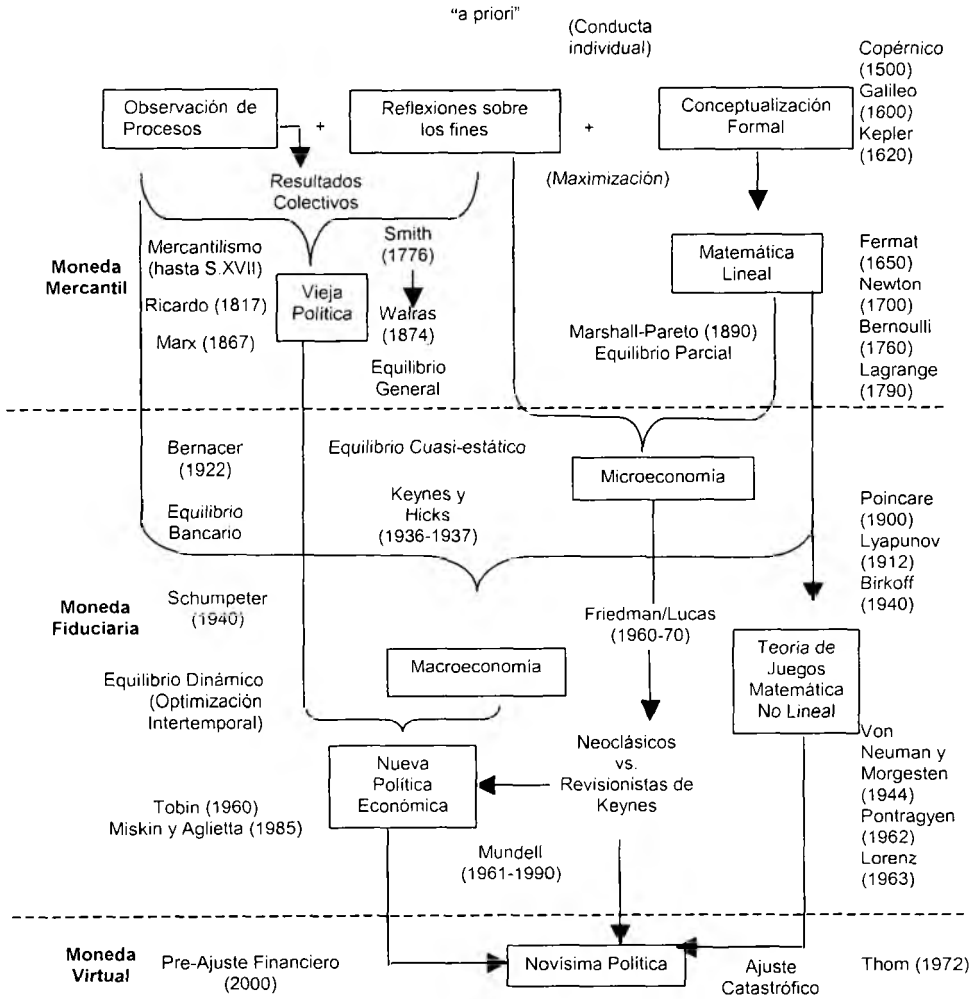 “a priori”
(Conducta
individual)
Copérnico
(1500)
Galileo
(1600)
Kepler
(1620)
Observación de
Procesos
+
Reflexiones sobre
los fines
+
Conceptualización
Formal
Resultados
Colectivos
(Maximización)
Moneda
Mercantil
Mercantilismo
(hasta S.XVII)
Ricardo (1817)
Marx (1867)
Vieja
Política
Smith
(1776)
Walras
(1874)
Equilibrio
General
Matemática
Lineal
Marshall-Pareto (1890)
Equilibrio Parcial
Fermat
(1650)
Newton
(1700)
Bernoulli
(1760)
Lagrange
(1790)
Bernacer
(1922)
Equilibrio Cuasi-estático
Microeconomía
Equilibrio
Bancario
Keynes y
Hicks
(1936-1937)
Poincare
(1900)
Lyapunov
(1912)
Birkoff
(1940)
Moneda
Fiduciaria
Schumpeter
(1940)
Friedman/Lucas
(1960-70)
Macroeconomía
Teoría de
Juegos
Matemática
No Lineal
Equilibrio Dinámico
(Optimización
Intertemporal)
Nueva
Política
Económica
Neoclásicos
vs.
Revisionistas de
Keynes
Von
Neuman y
Morgesten
(1944)
Pontragyen
(1962)
Lorenz
(1963)
Tobin (1960)
Miskin y Aglietta (1985)
Mundell
(1961-1990)
Moneda
Virtual
Pre-Ajuste Financiero
(2000)
Novísima Política
Ajuste
Catastrófico
Thom (1972)